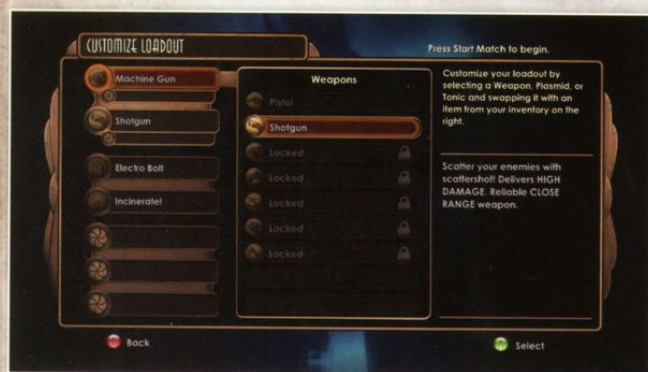 CUSTOMIZE LOADOUT
Press Start Match to begin.
Machine Gun
Shotgun
Electro Bolt
Incinerate!
Weapons
Pistol
Shotgun
Locked
Locked
Locked
Locked
Locked
Customize your loadout by
selecting a Weapon, Plasmid, or
Tonic and swapping it with an
item from your inventory on the
right.
Scatter your enemies with
scattershot! Delivers HIGH
DAMAGE. Reliable CLOSE
RANGE weapon.
Back
Select